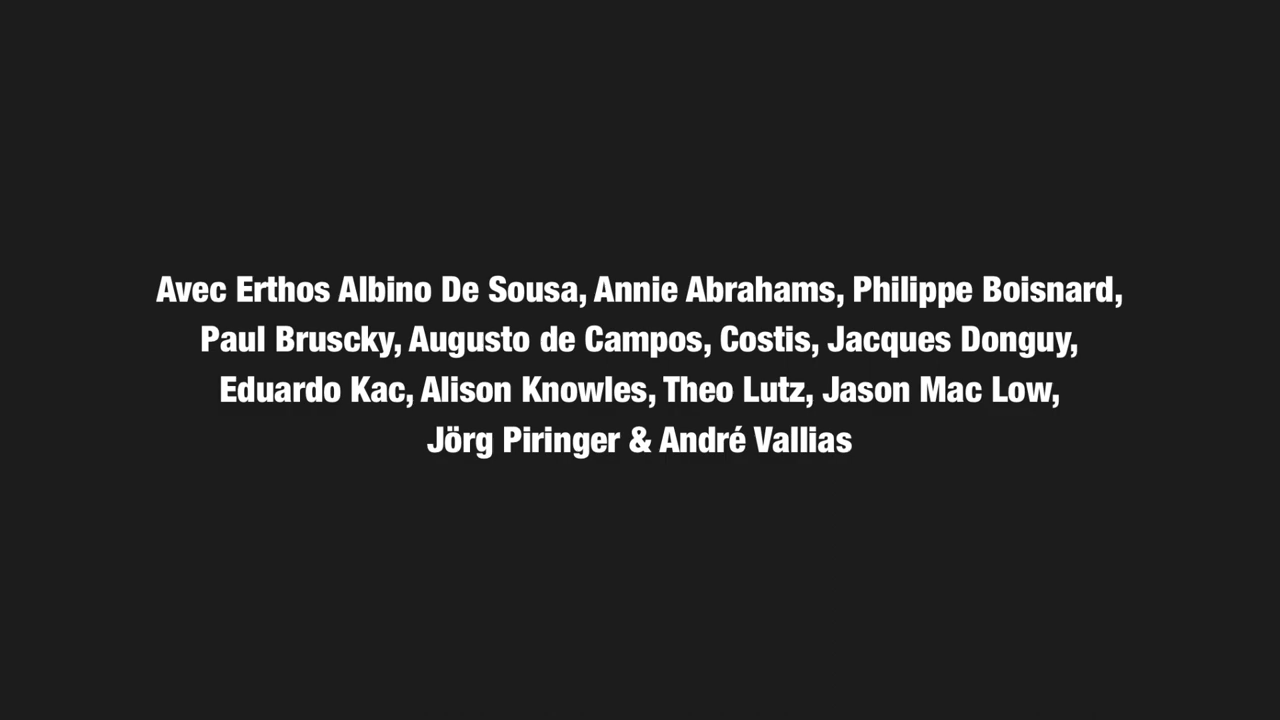 Avec Erthos Albino De Sousa, Annie Abrahams, Philippe Boisnard,
Paul Bruscky, Augusto de Campos, Costis, Jacques Donguy,
Eduardo Kac, Alison Knowles, Theo Lutz, Jason Mac Low,
Jörg Piringer & André Vallias